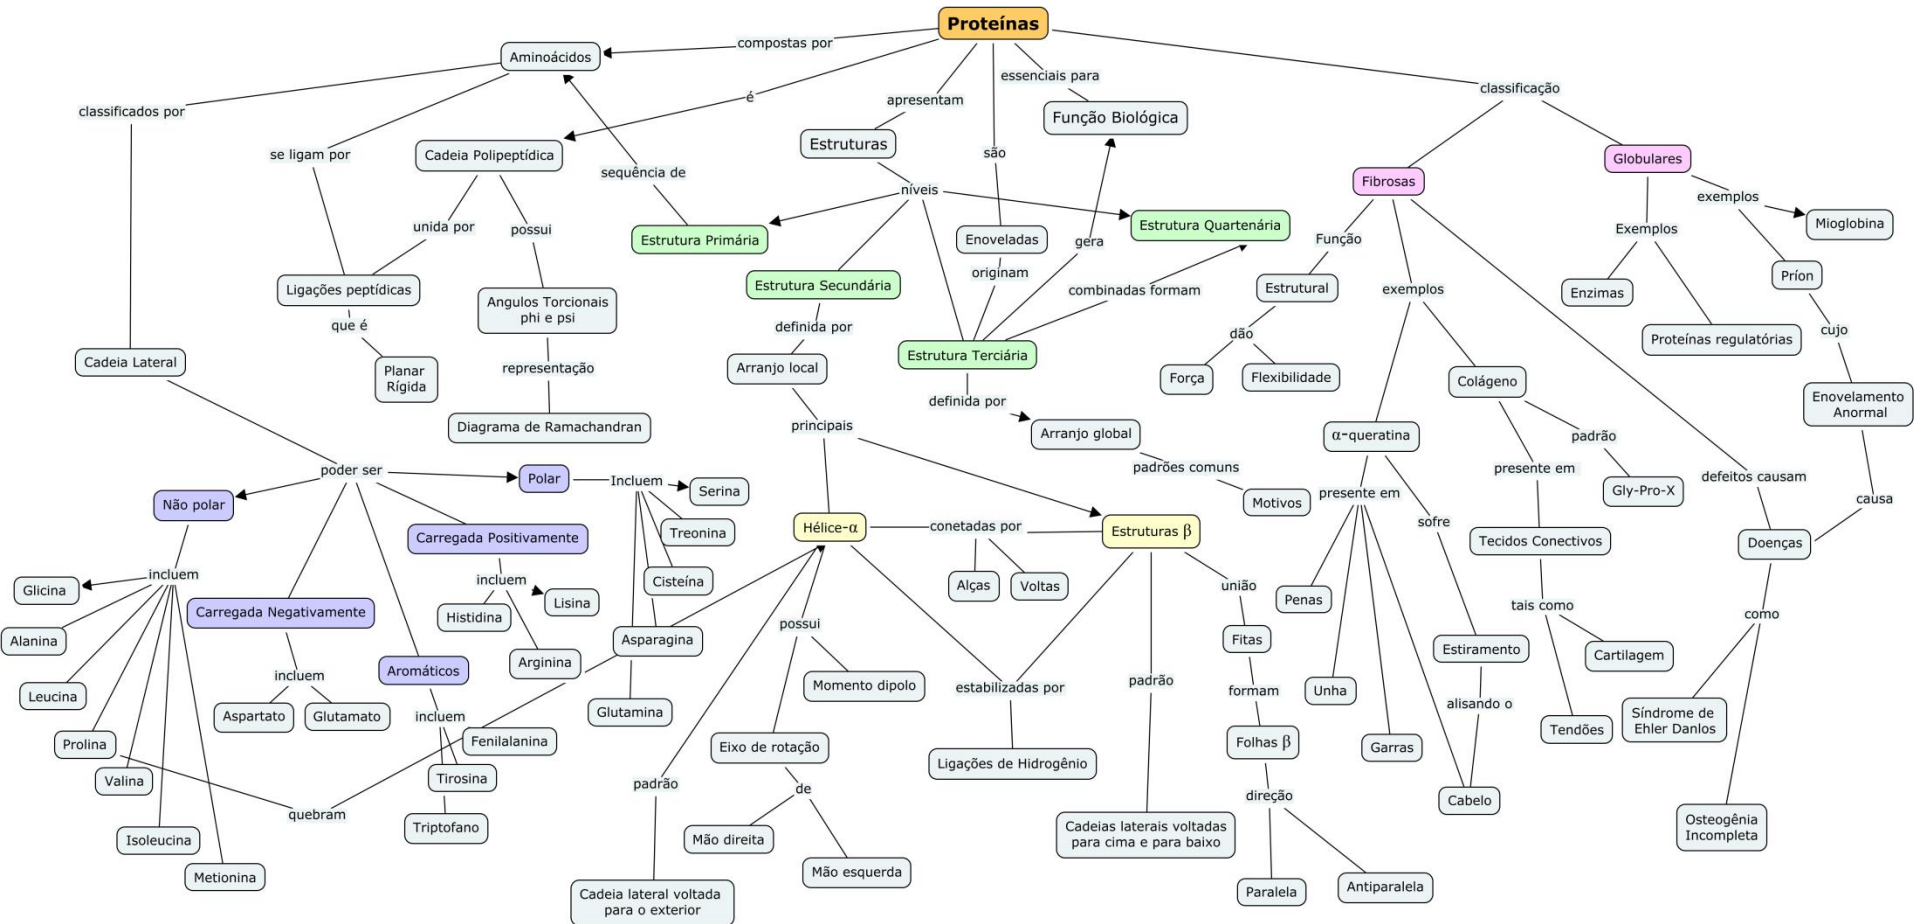 Proteínas
compostas por
Aminoácidos
essenciais para
classificação
classificados por
é
apresentam
Função Biológica
se ligam por
Cadeia Polipeptídica
Estruturas
são
Globulares
sequência de
níveis
Fibrosas
exemplos
unida por
possui
Estrutura Primária
Enoveladas
gera
Estrutura Quartenária
Função
Exemplos
Mioglobina
Ligações peptídicas
Angulos Torcionais
phi e psi
Estrutura Secundária
originam
combinadas formam
Estrutural
exemplos
Enzimas
Príon
que é
definida por
dão
Proteínas regulatórias
cujo
Cadeia Lateral
Planar
Rígida
representação
Arranjo local
Estrutura Terciária
Força
Flexibilidade
Colágeno
Enovelamento
Anormal
definida por
Diagrama de Ramachandran
principais
Arranjo global
α-queratina
padrão
poder ser
Polar
Incluem
Serina
padrões comuns
Motivos
presente em
presente em
Gly-Pro-X
defeitos causam
causa
Não polar
Carregada Positivamente
Treonina
Hélice-α
conetadas por
Estruturas β
sofre
Tecidos Conectivos
Doenças
incluem
Glicina
incluem
Lisina
Cisteína
Alças
Voltas
união
Penas
tais como
como
Carregada Negativamente
Histidina
Alanina
Asparagina
possui
Fitas
Estiramento
Cartilagem
Arginina
Aromáticos
incluem
Leucina
Momento dipolo
estabilizadas por
padrão
formam
Unha
alisando o
Aspartato
Glutamato
incluem
Glutamina
Síndrome de
Ehler Danlos
Tendões
Prolina
Fenilalanina
Eixo de rotação
Folhas β
Garras
Valina
Tirosina
padrão
de
Ligações de Hidrogênio
direção
Cabelo
quebram
Triptofano
Isoleucina
Mão direita
Cadeias laterais voltadas
para cima e para baixo
Osteogênia
Incompleta
Metionina
Mão esquerda
Cadeia lateral voltada
para o exterior
Paralela
Antiparalela